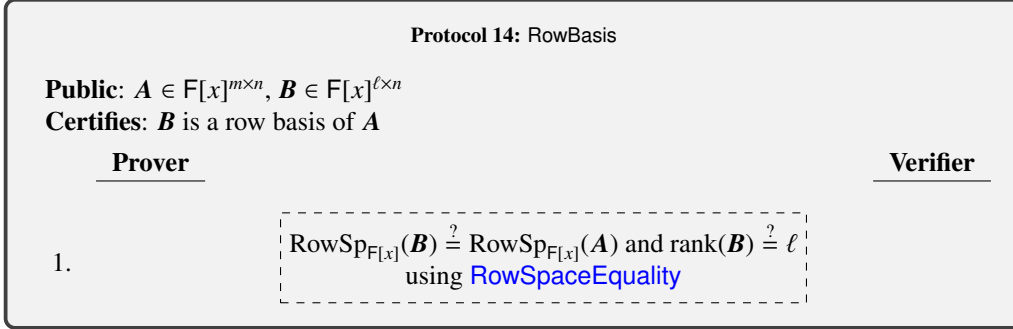 Protocol 14: RowBasis
Public: A ∈ F[x]^{m×n}, B ∈ F[x]^{ℓ×n}
Certifies: B is a row basis of A
Prover Verifier
1. RowSp_{F[x]}(B) ≟ RowSp_{F[x]}(A) and rank(B) ≟ ℓ
using RowSpaceEquality